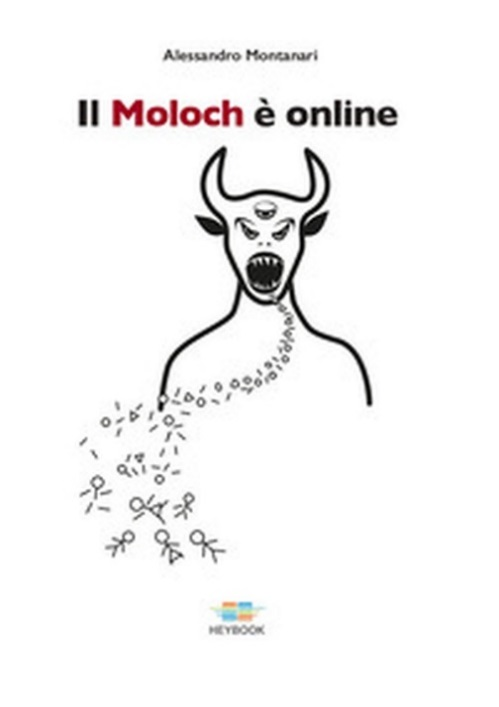 Alessandro Montanari
Il Moloch è online
HEYBOOK